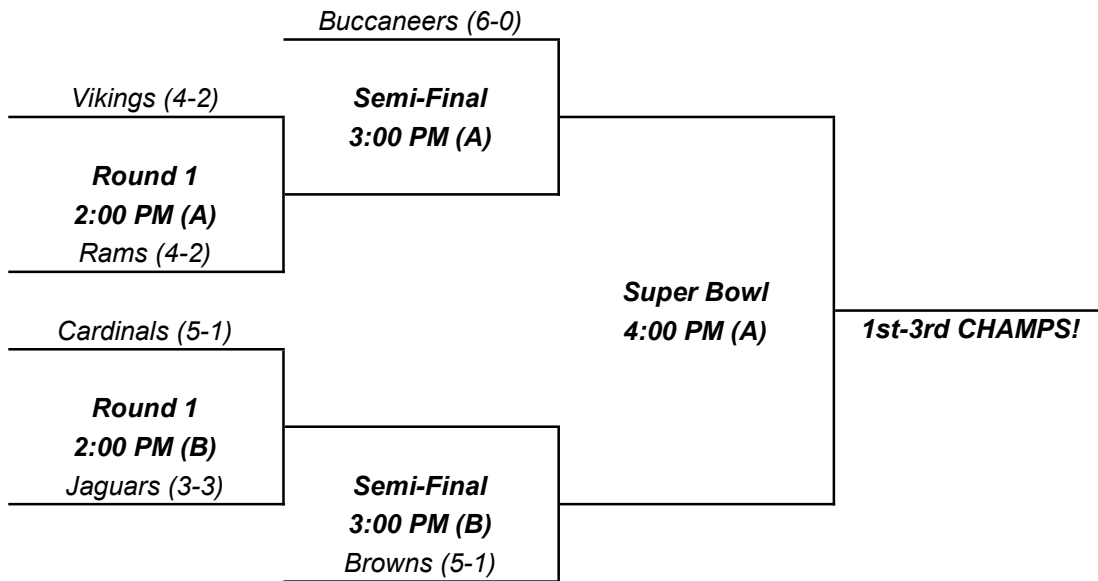 Buccaneers (6-0)
Vikings (4-2)
Semi-Final
3:00 PM (A)
Round 1
2:00 PM (A)
Rams (4-2)
Super Bowl
4:00 PM (A)
1st-3rd CHAMPS!
Cardinals (5-1)
Round 1
2:00 PM (B)
Jaguars (3-3)
Semi-Final
3:00 PM (B)
Browns (5-1)